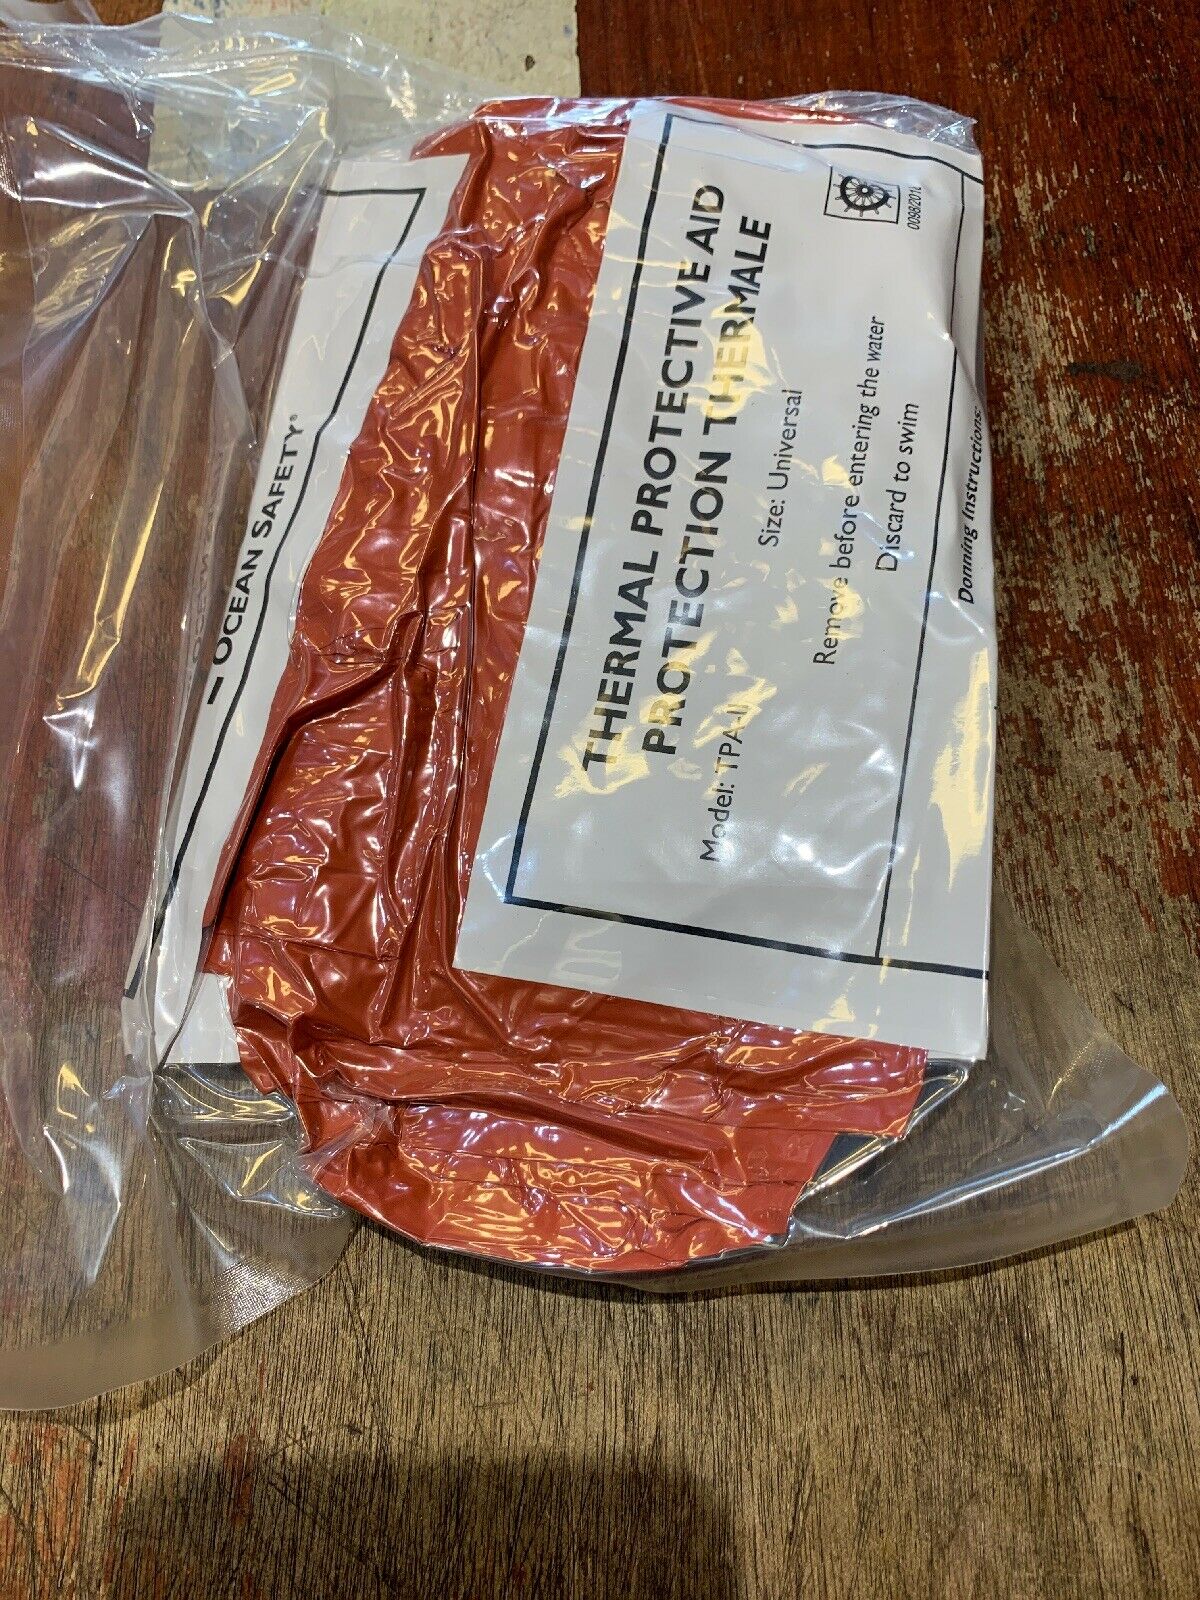 OCEAN SAFETY®
THERMAL PROTECTIVE AID
PROTECTION THERMALE
Model: TPA-II
Size: Universal
Remove before entering the water
Discard to swim
Donning Instructions: